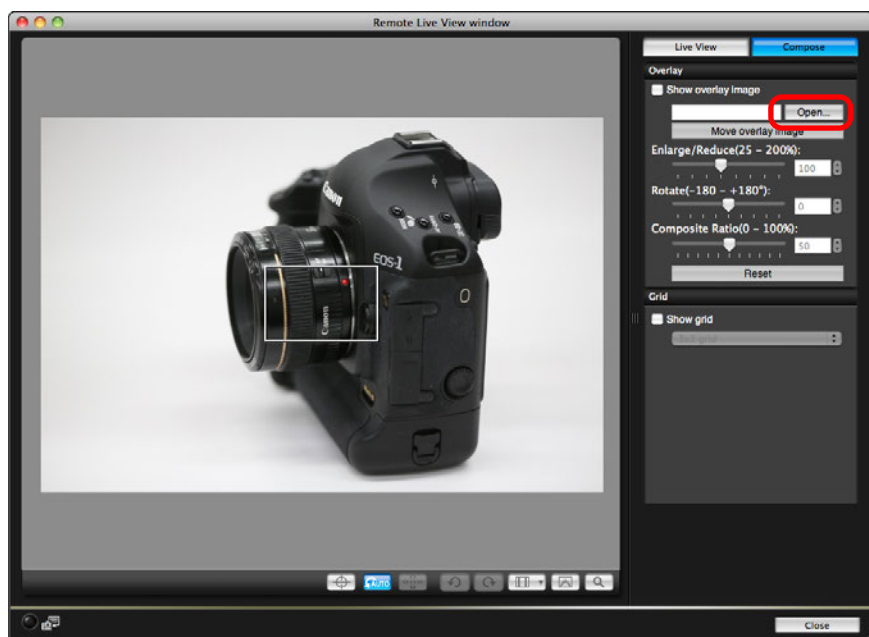 Remote Live View window
Live View
Compose
Overlay
Show overlay image
Open...
Move overlay image
Enlarge/Reduce(25 – 200%):
100
Rotate(-180 – +180°):
0
Composite Ratio(0 – 100%):
50
Reset
Grid
Show grid
Canon
EOS-1
Canon
AUTO
Close